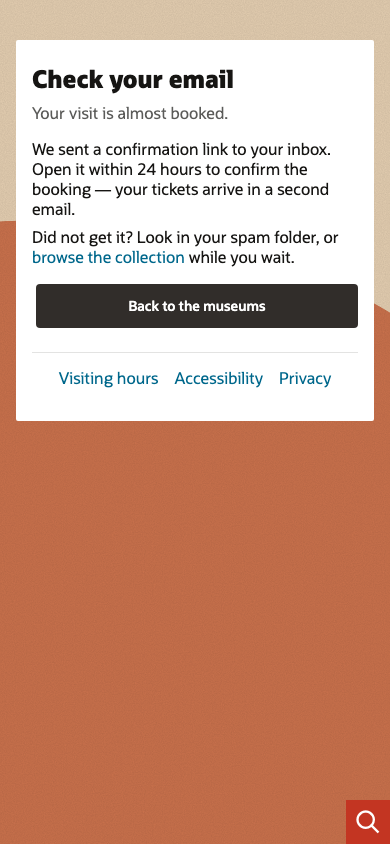 Check your email
Your visit is almost booked.
We sent a confirmation link to your inbox.
Open it within 24 hours to confirm the
booking — your tickets arrive in a second
email.
Did not get it? Look in your spam folder, or
browse the collection while you wait.
Back to the museums
Visiting hours Accessibility Privacy